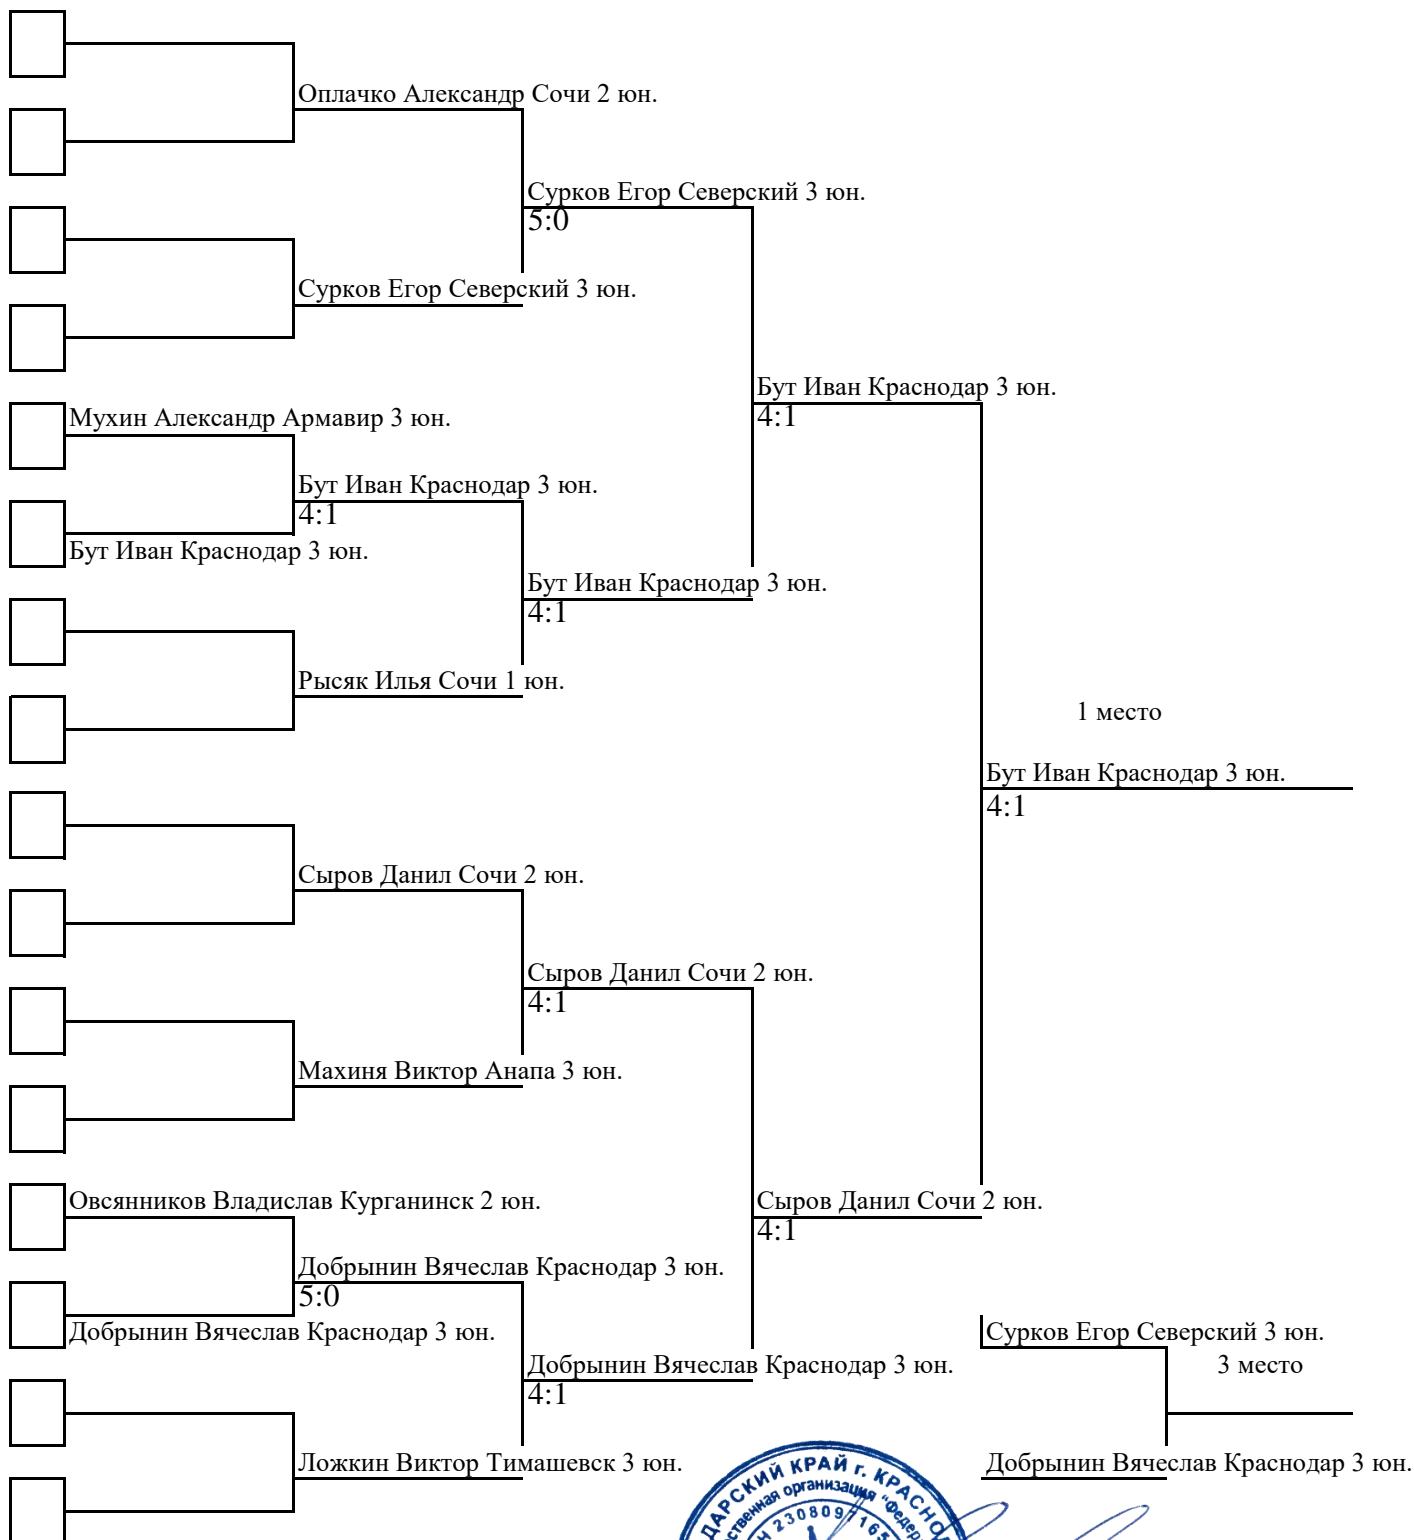 Оплачко Александр Сочи 2 юн.
Сурков Егор Северский 3 юн.
5:0
Сурков Егор Северский 3 юн.
Бут Иван Краснодар 3 юн.
4:1
Мухин Александр Армавир 3 юн.
Бут Иван Краснодар 3 юн.
4:1
Бут Иван Краснодар 3 юн.
Бут Иван Краснодар 3 юн.
4:1
Рысяк Илья Сочи 1 юн.
1 место
Бут Иван Краснодар 3 юн.
4:1
Сыров Данил Сочи 2 юн.
Сыров Данил Сочи 2 юн.
4:1
Махиня Виктор Анапа 3 юн.
Овсянников Владислав Курганинск 2 юн.
Сыров Данил Сочи 2 юн.
4:1
Добрынин Вячеслав Краснодар 3 юн.
5:0
Добрынин Вячеслав Краснодар 3 юн.
Сурков Егор Северский 3 юн.
3 место
Добрынин Вячеслав Краснодар 3 юн.
4:1
Ложкин Виктор Тимашевск 3 юн.
Добрынин Вячеслав Краснодар 3 юн.
КРАЙ г.
организация